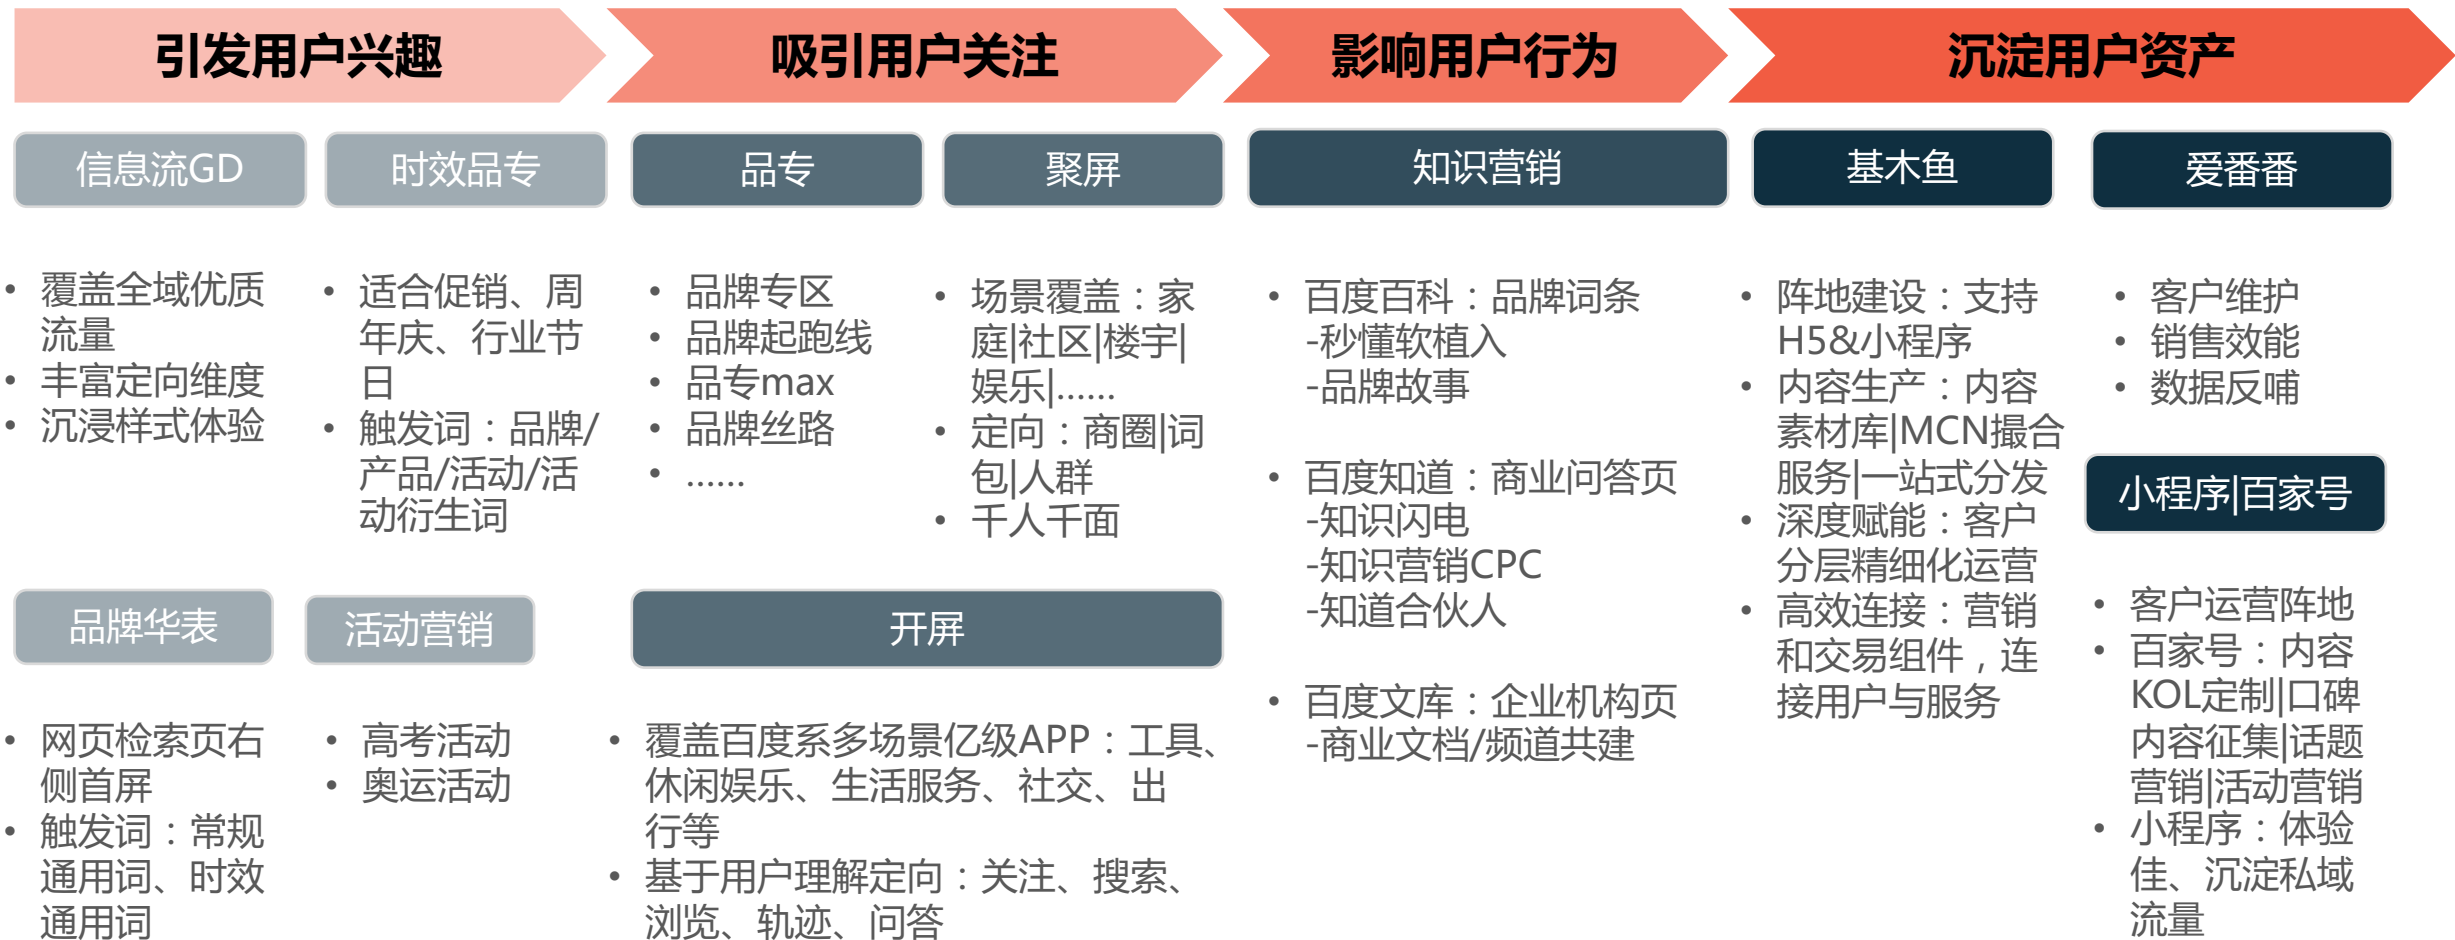 引发用户兴趣
吸引用户关注
影响用户行为
沉淀用户资产
信息流GD
• 覆盖全域优质
流量
• 丰富定向维度
• 沉浸样式体验
时效品专
• 适合促销、周
年庆、行业节
日
• 触发词：品牌/
产品/活动/活
动衍生词
品牌华表
• 网页检索页右
侧首屏
• 触发词：常规
通用词、时效
通用词
活动营销
• 高考活动
• 奥运活动
品专
• 品牌专区
• 品牌起跑线
• 品专max
• 品牌丝路
• ......
聚屏
• 场景覆盖：家
庭|社区|楼宇|
娱乐|......
• 定向：商圈|词
包|人群
• 千人千面
开屏
• 覆盖百度系多场景亿级APP：工具、
休闲娱乐、生活服务、社交、出
行等
• 基于用户理解定向：关注、搜索、
浏览、轨迹、问答
知识营销
• 百度百科：品牌词条
-秒懂软植入
-品牌故事
• 百度知道：商业问答页
-知识闪电
-知识营销CPC
-知道合伙人
• 百度文库：企业机构页
-商业文档/频道共建
基木鱼
• 阵地建设：支持
H5&小程序
• 内容生产：内容
素材库|MCN撮合
服务|一站式分发
• 深度赋能：客户
分层精细化运营
• 高效连接：营销
和交易组件，连
接用户与服务
爱番番
• 客户维护
• 销售效能
• 数据反哺
小程序|百家号
• 客户运营阵地
• 百家号：内容
KOL定制|口碑
内容征集|话题
营销|活动营销
• 小程序：体验
佳、沉淀私域
流量